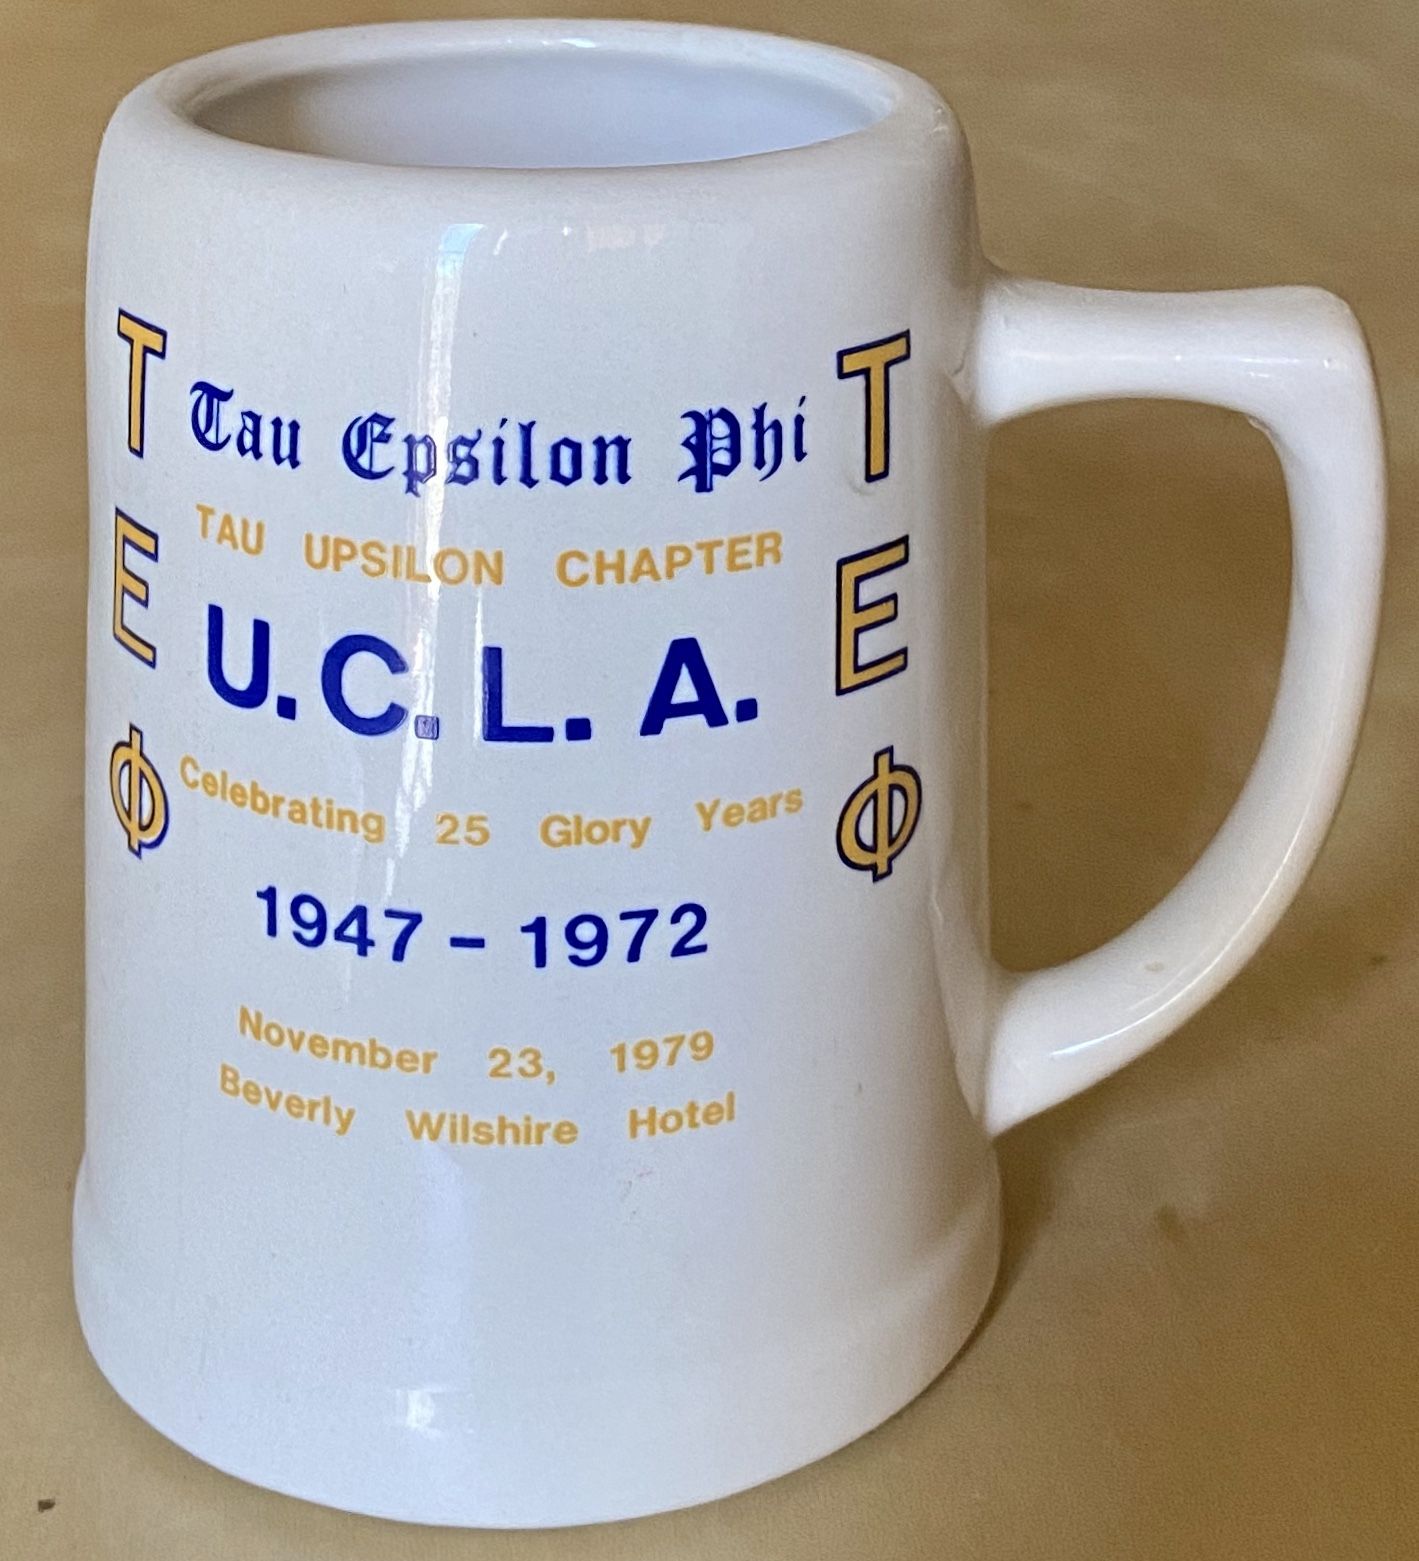 T
E
Φ
Tau Epsilon Phi
TAU UPSILON CHAPTER
U.C.L.A.
Celebrating 25 Glory Years
1947 - 1972
November 23, 1979
Beverly Wilshire Hotel
T
E
Φ